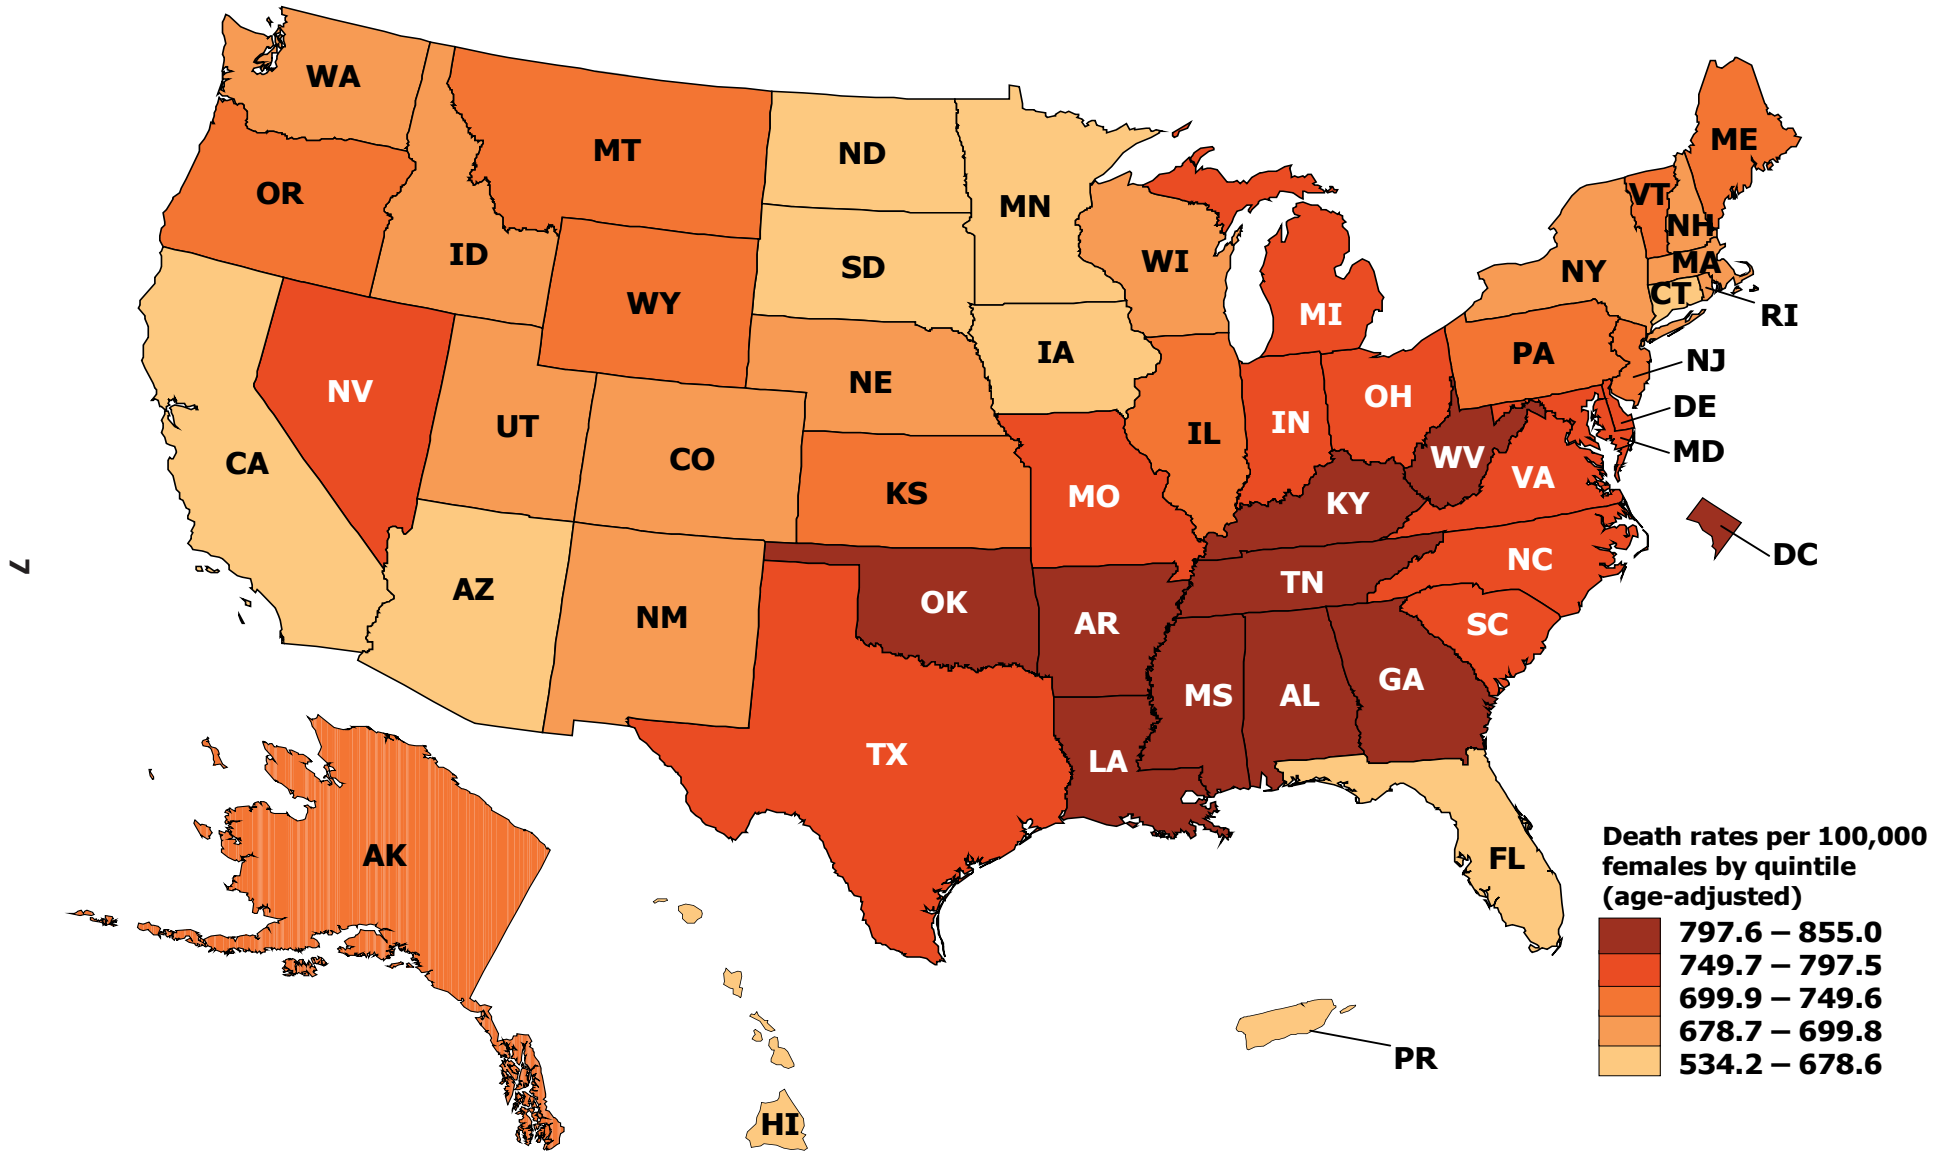 WA
MT
ND
MN
ME
OR
ID
WY
SD
WI
MI
VT
NH
NY
MA
CT
RI
NV
UT
CO
NE
IA
IL
IN
OH
PA
NJ
DE
MD
CA
KS
MO
KY
WV
VA
DC
AZ
NM
OK
AR
TN
NC
SC
TX
LA
MS
AL
GA
FL
AK
HI
PR
7
Death rates per 100,000
females by quintile
(age-adjusted)
797.6 – 855.0
749.7 – 797.5
699.9 – 749.6
678.7 – 699.8
534.2 – 678.6